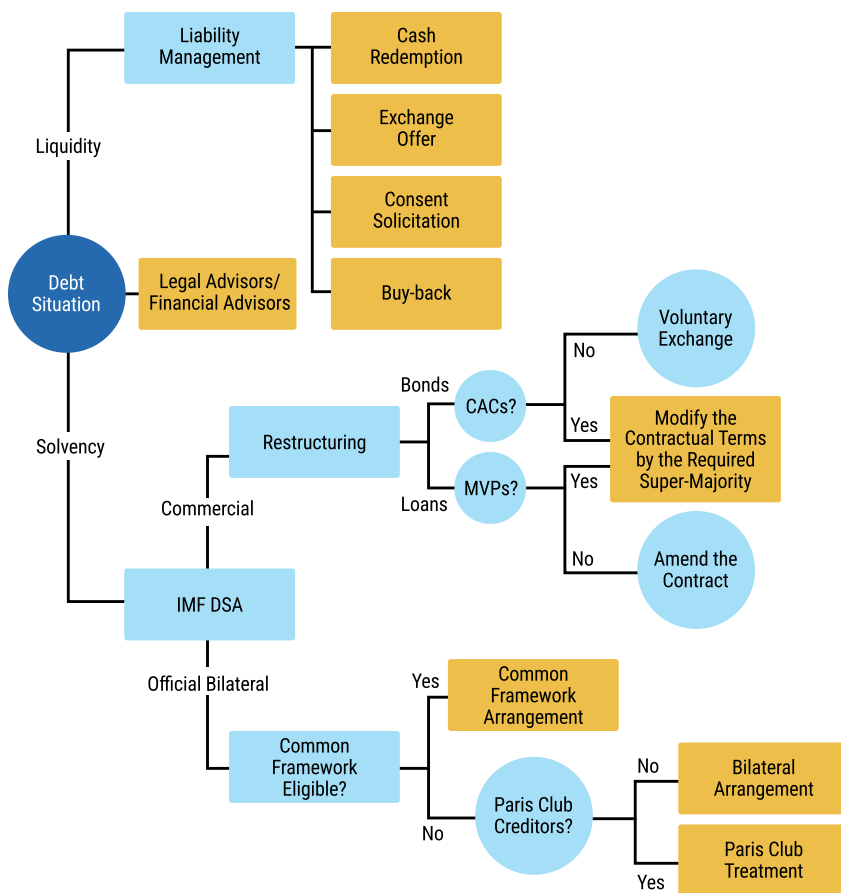 Liability
Management
Cash
Redemption
Exchange
Offer
Liquidity
Consent
Solicitation
Debt
Situation
Legal Advisors/
Financial Advisors
Buy-back
Voluntary
Exchange
No
Bonds
CACs?
Yes
Modify the
Contractual Terms
by the Required
Super-Majority
Solvency
Restructuring
Yes
MVPs?
Loans
Commercial
No
Amend the
Contract
IMF DSA
Official Bilateral
Yes
Common
Framework
Arrangement
Common
Framework
Eligible?
No
Paris Club
Creditors?
No
Bilateral
Arrangement
Paris Club
Treatment
Yes